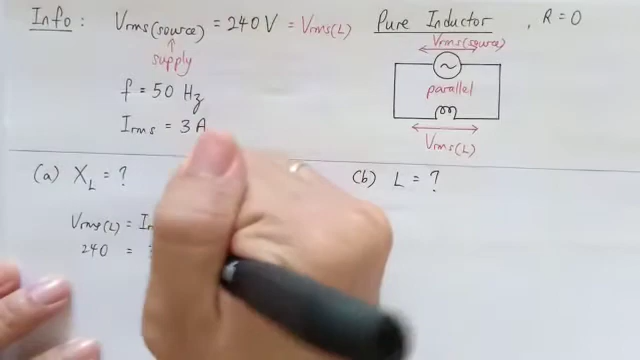 Info : Vrms(source) = 240 V = Vrms(L)
Pure Inductor , R = 0
supply
f = 50 Hz
Irms = 3 A
Vrms(source)
parallel
Vrms(L)
(a) XL = ?
Vrms(L) =
240 =
(b) L = ?